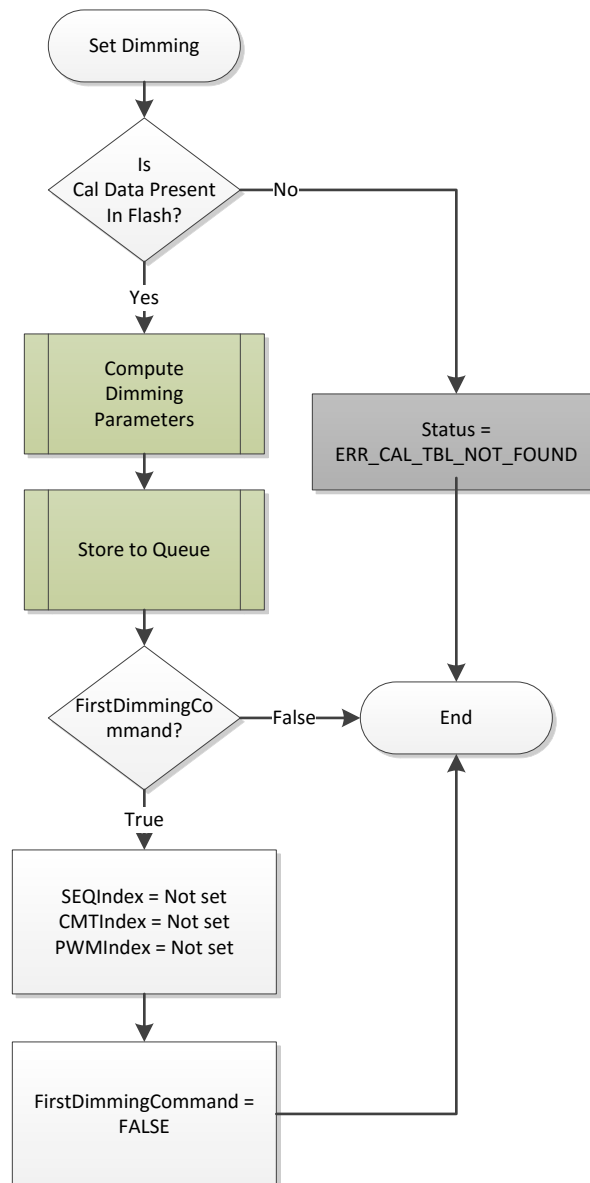 Set Dimming
Is
Cal Data Present
In Flash?
No
Yes
Compute
Dimming
Parameters
Status =
ERR_CAL_TBL_NOT_FOUND
Store to Queue
FirstDimmingCo
mmand?
False
End
True
SEQIndex = Not set
CMTIndex = Not set
PWMIndex = Not set
FirstDimmingCommand =
FALSE